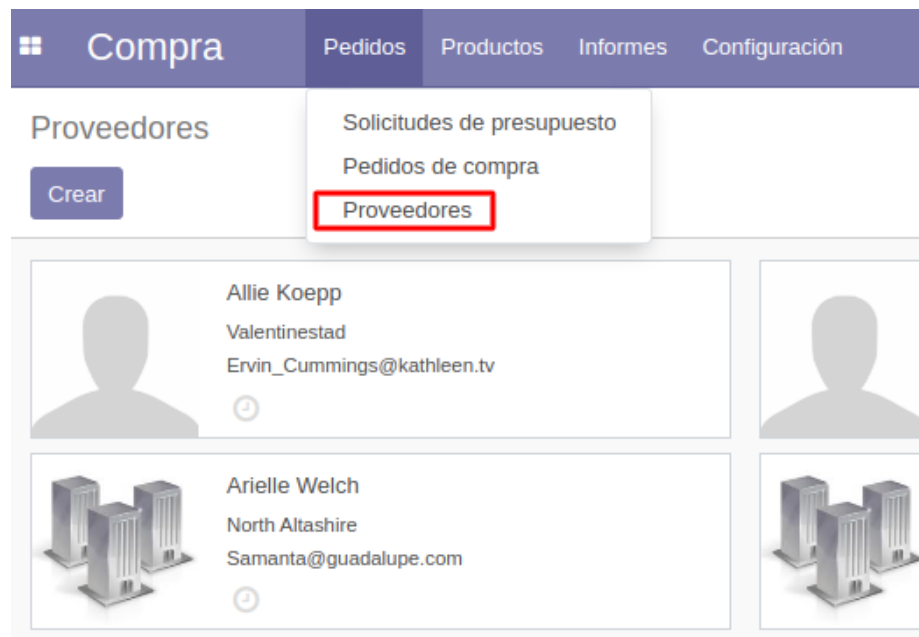 Compra Pedidos Productos Informes Configuración
Proveedores
Crear
Solicitudes de presupuesto
Pedidos de compra
Proveedores
Allie Koepp
Valentinestad
Ervin_Cummings@kathleen.tv
Arielle Welch
North Altashire
Samanta@guadalupe.com